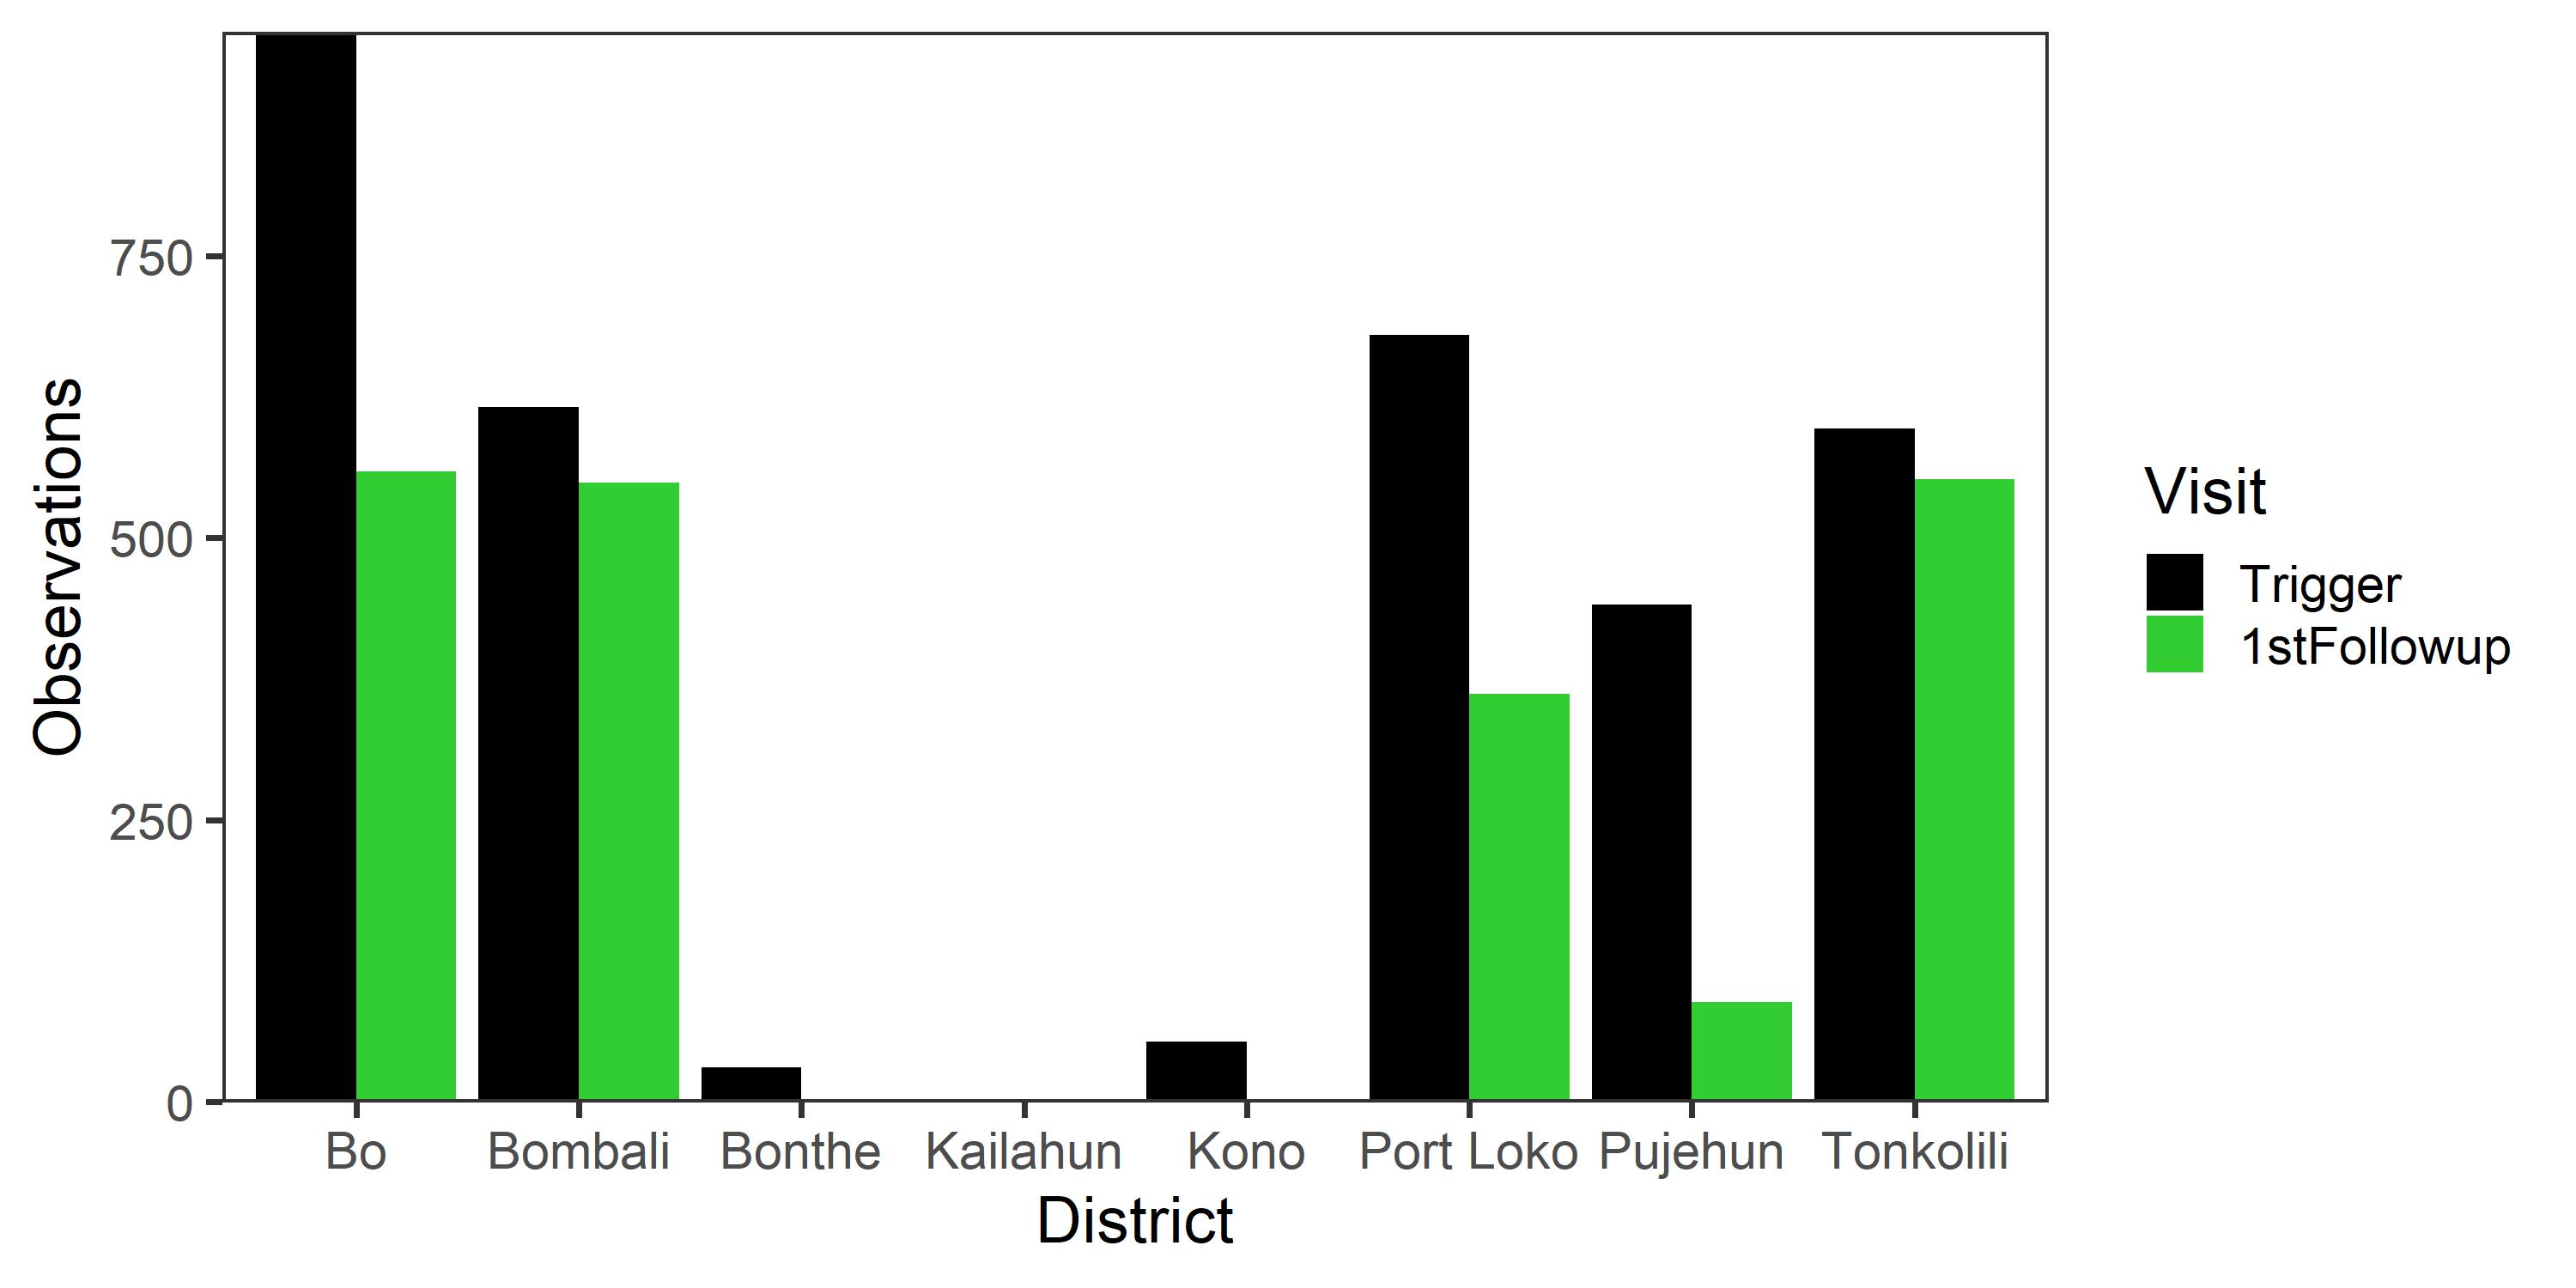 750
500
250
0
Observations
Bo Bombali Bonthe Kailahun Kono Port Loko Pujehun Tonkolili
District
Visit
Trigger
1stFollowup